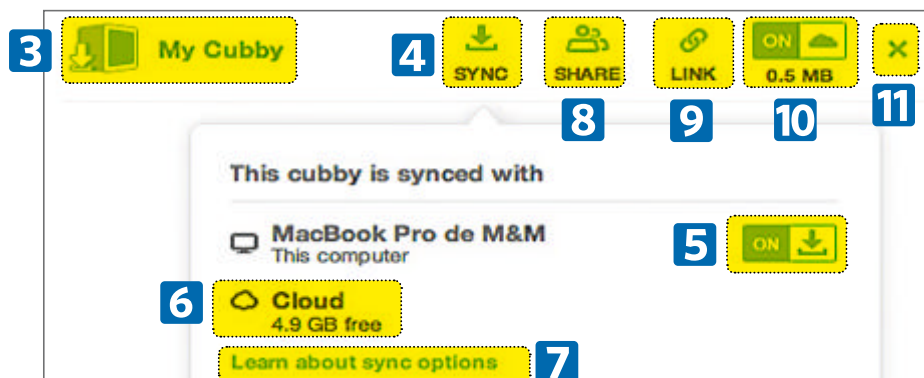 3 My Cubby 4 SYNC SHARE LINK ON 0.5 MB 11
8 9 10
This cubby is synced with
MacBook Pro de M&M
This computer 5 ON
6 Cloud
4.9 GB free
Learn about sync options 7